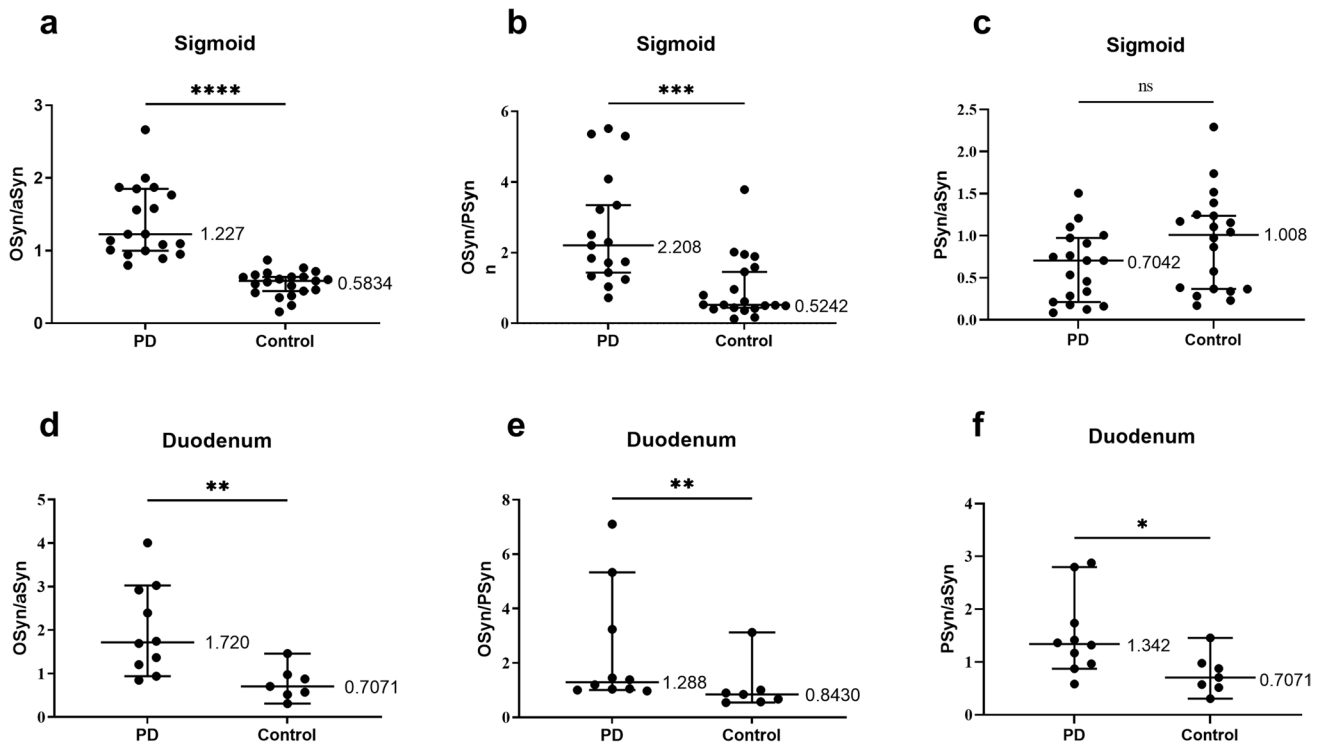 a
Sigmoid
****
3
2
1
0
OSyn/aSyn
1.227
0.5834
PD Control
b
Sigmoid
***
6
4
2
0
OSyn/PSyn
n
2.208
0.5242
PD Control
c
Sigmoid
ns
2.5
2.0
1.5
1.0
0.5
0.0
PSyn/aSyn
0.7042
1.008
PD Control
d
Duodenum
**
5
4
3
2
1
0
OSyn/aSyn
1.720
0.7071
PD Control
e
Duodenum
**
8
6
4
2
0
OSyn/PSyn
1.288
0.8430
PD Control
f
Duodenum
*
4
3
2
1
0
PSyn/aSyn
1.342
0.7071
PD Control